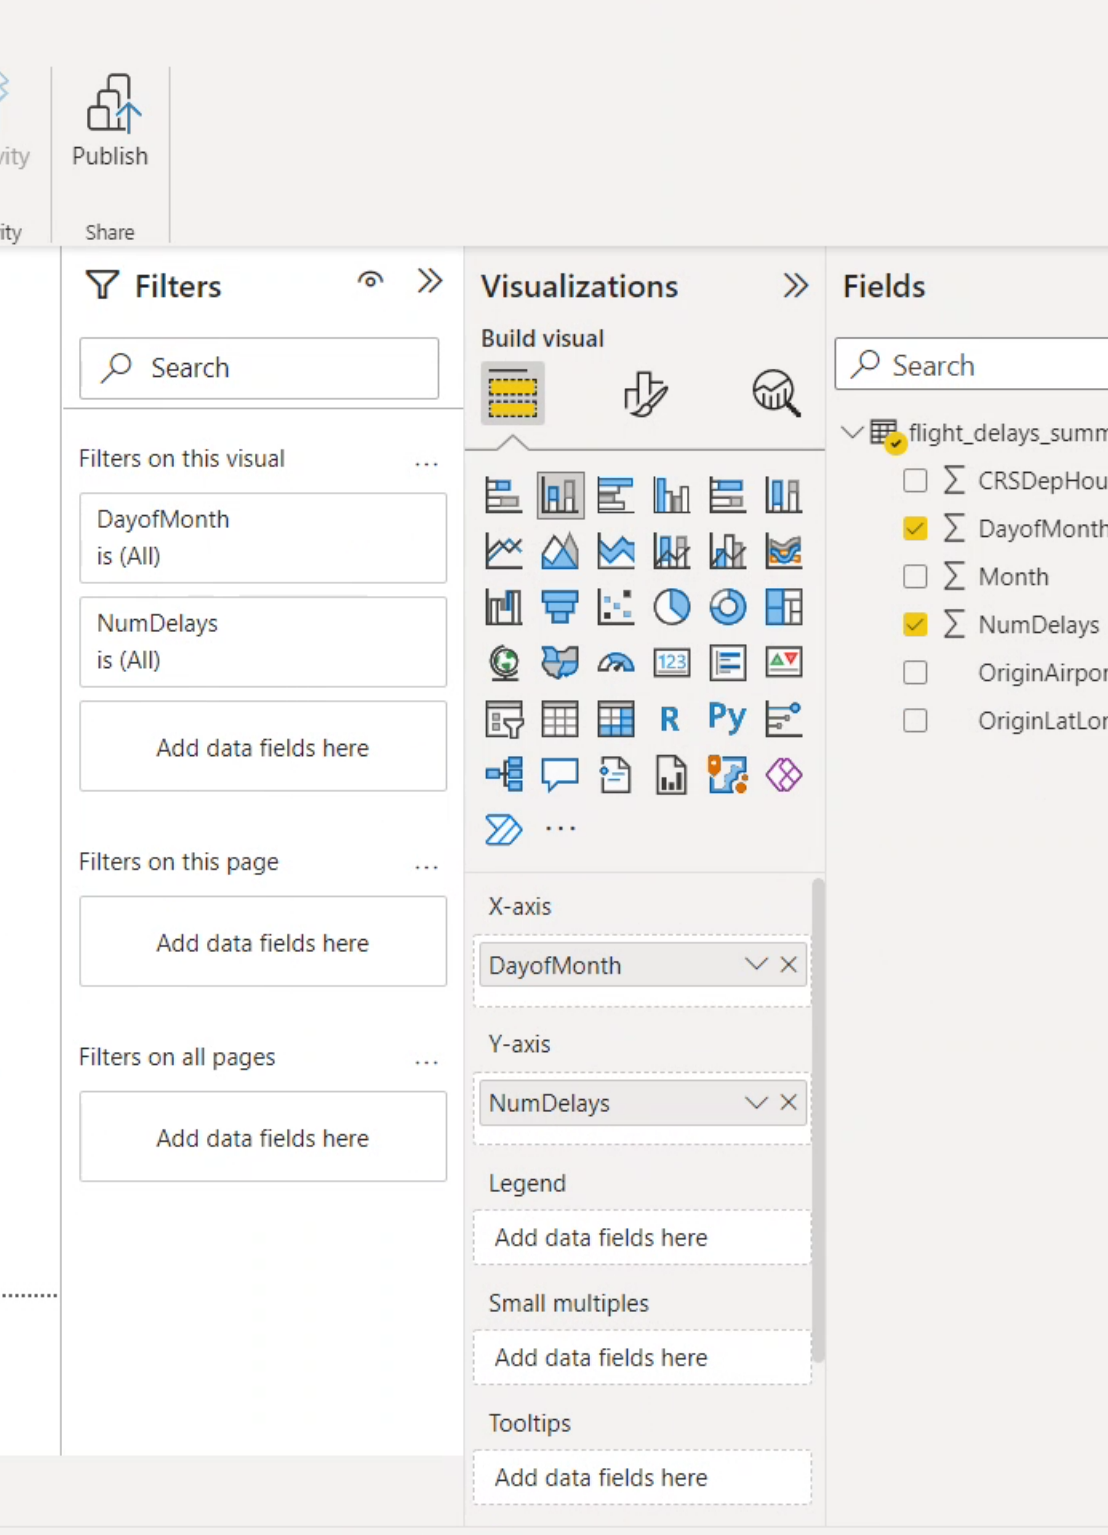 vity
Publish
ity
Share
Filters
Search
Filters on this visual
...
DayofMonth
is (All)
NumDelays
is (All)
Add data fields here
Filters on this page
...
Add data fields here
Filters on all pages
...
Add data fields here
Visualizations
Build visual
123
R
Py
...
X-axis
DayofMonth
Y-axis
NumDelays
Legend
Add data fields here
Small multiples
Add data fields here
Tooltips
Add data fields here
Fields
Search
flight_delays_summ
CRSDepHou
DayofMonth
Month
NumDelays
OriginAirpor
OriginLatLon